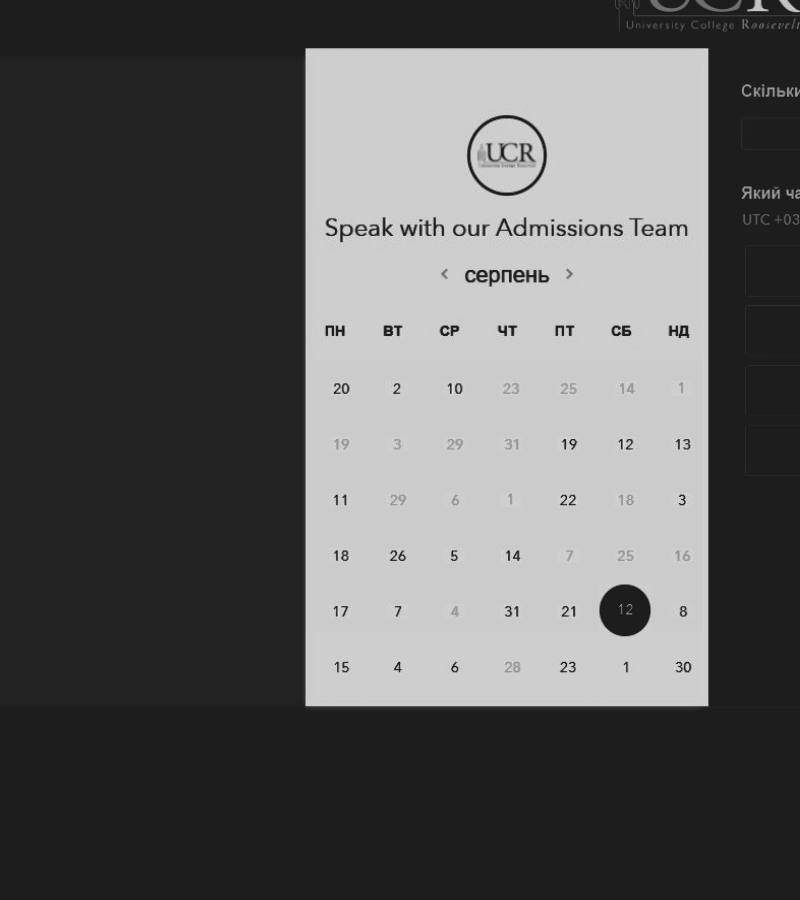 UCR
University College Roosevelt
UCR
Speak with our Admissions Team
< серпень >
ПН ВТ СР ЧТ ПТ СБ НД
20 2 10 23 25 14 1
19 3 29 31 19 12 13
11 29 6 1 22 18 3
18 26 5 14 7 25 16
17 7 4 31 21 12 8
15 4 6 28 23 1 30
Скільки
Який ча
UTC +03